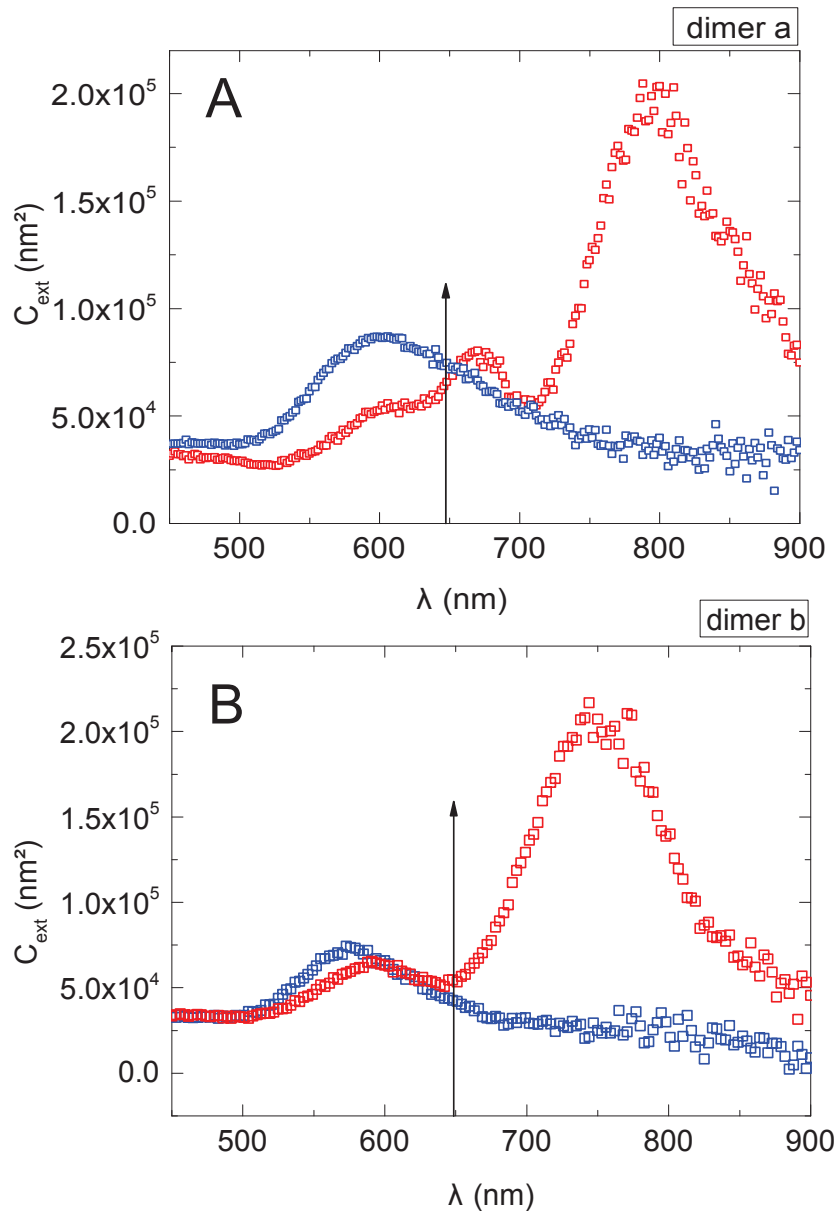 dimer a
A
2.0x10⁵
1.5x10⁵
1.0x10⁵
5.0x10⁴
0.0
C_ext (nm²)
500 600 700 800 900
λ (nm)
dimer b
B
2.5x10⁵
2.0x10⁵
1.5x10⁵
1.0x10⁵
5.0x10⁴
0.0
C_ext (nm²)
500 600 700 800 900
λ (nm)